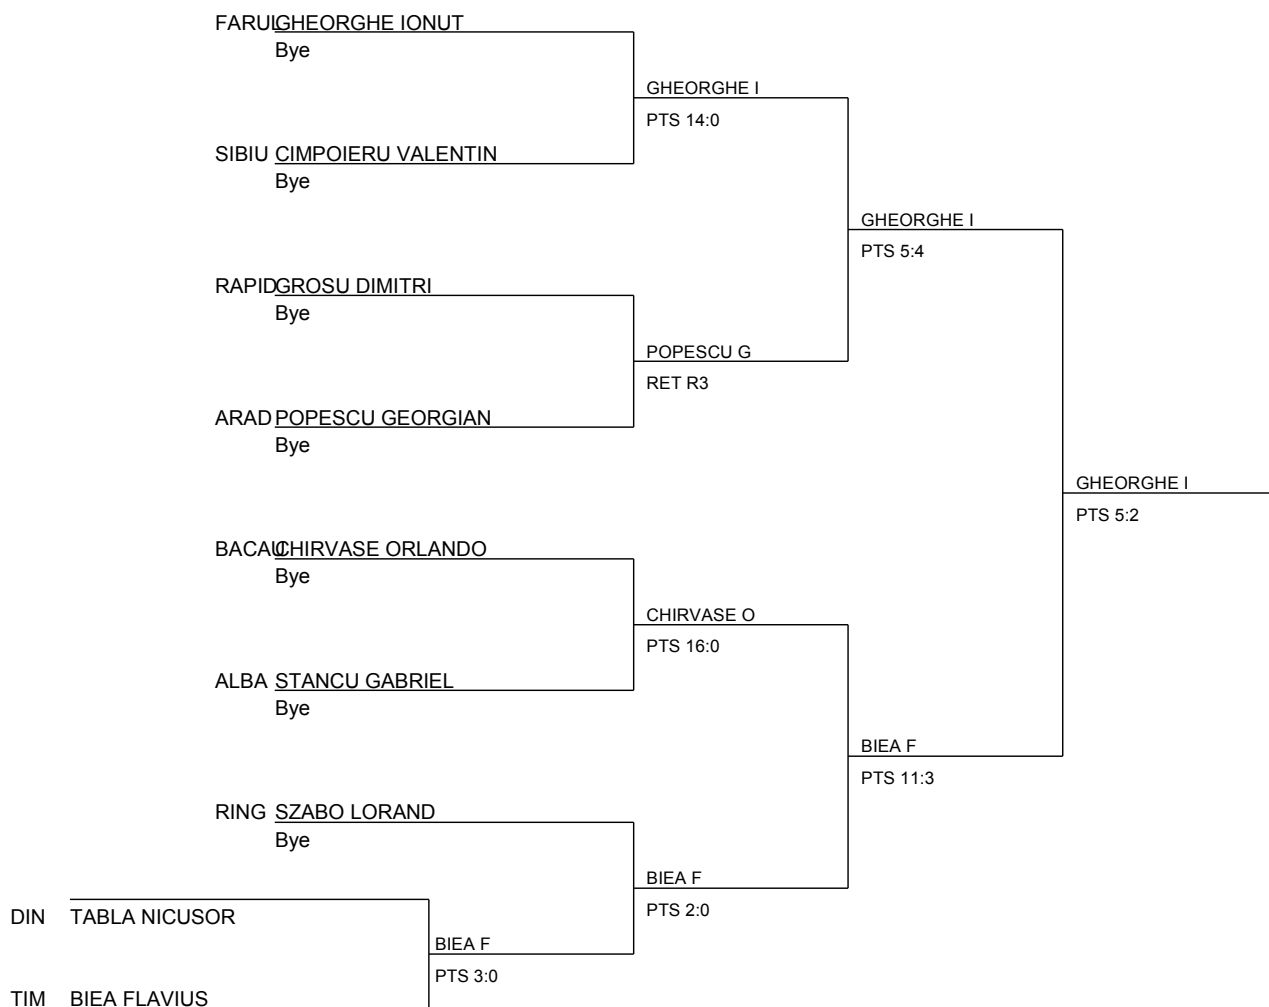 FARUL GHEORGHE IONUT
Bye
GHEORGHE I
PTS 14:0
SIBIU CIMPOIERU VALENTIN
Bye
GHEORGHE I
PTS 5:4
RAPID GROSU DIMITRI
Bye
POPESCU G
RET R3
ARAD POPESCU GEORGIAN
Bye
GHEORGHE I
PTS 5:2
BACAU CHIRVASE ORLANDO
Bye
CHIRVASE O
PTS 16:0
ALBA STANCU GABRIEL
Bye
BIEA F
PTS 11:3
RING SZABO LORAND
Bye
BIEA F
PTS 2:0
DIN TABLA NICUSOR
BIEA F
PTS 3:0
TIM BIEA FLAVIUS